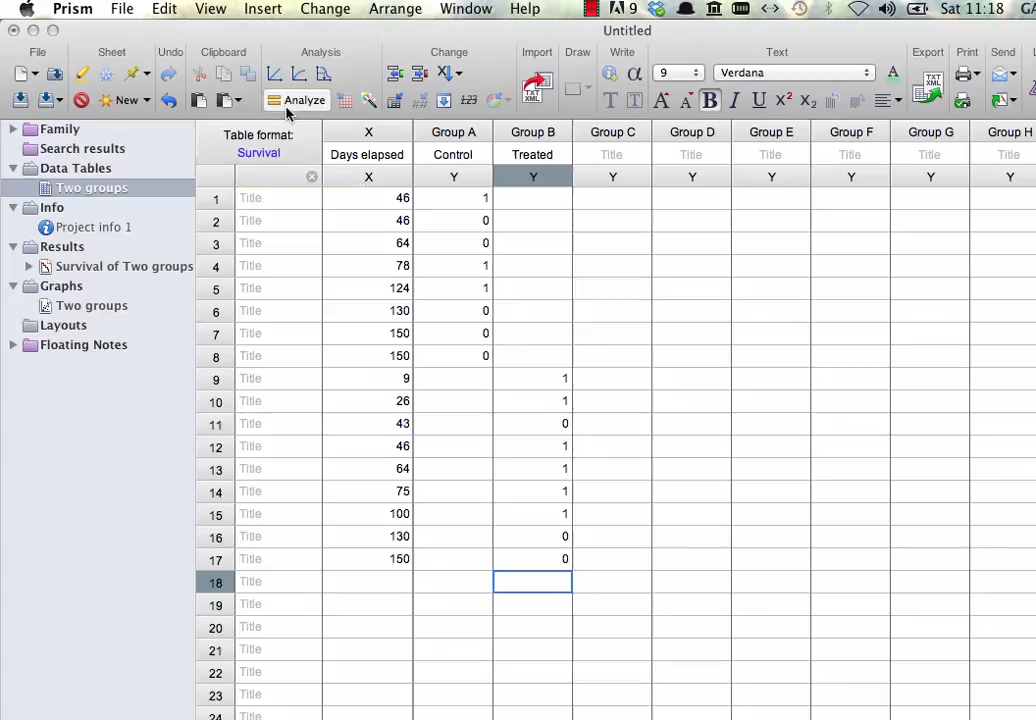 Prism File Edit View Insert Change Arrange Window Help 9 Sat 11:18
Untitled
File Sheet Undo Clipboard Analysis Change Import Draw Write Text Export Print Send
α 9 Verdana A
New Analyze 123 XML TXT T T A A B I U X² X₂ TXT XML
Family
Search results
Data Tables
Two groups
Info
Project info 1
Results
Survival of Two groups
Graphs
Two groups
Layouts
Floating Notes
Table format: X Group A Group B Group C Group D Group E Group F Group G Group H
Survival Days elapsed Control Treated Title Title Title Title Title Title
X Y Y Y Y Y Y Y Y
1 Title 46 1
2 Title 46 0
3 Title 64 0
4 Title 78 1
5 Title 124 1
6 Title 130 0
7 Title 150 0
8 Title 150 0
9 Title 9 1
10 Title 26 1
11 Title 43 0
12 Title 46 1
13 Title 64 1
14 Title 75 1
15 Title 100 1
16 Title 130 0
17 Title 150 0
18 Title
19 Title
20 Title
21 Title
22 Title
23 Title
24